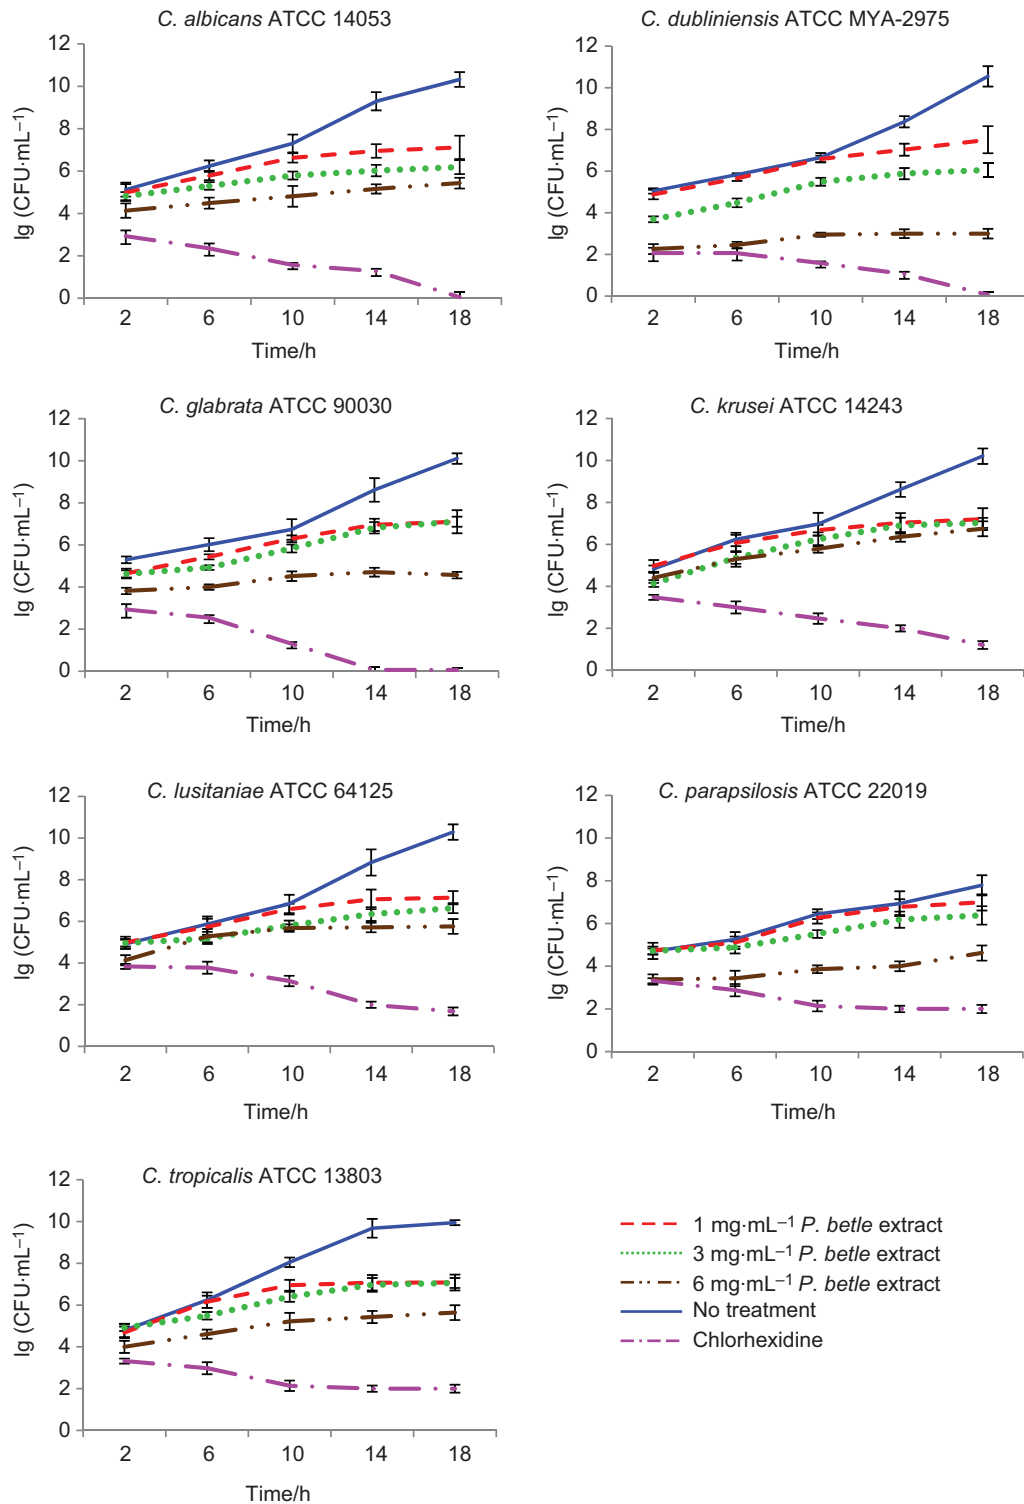 C. albicans ATCC 14053
lg (CFU·mL⁻¹)
12
10
8
6
4
2
0
2 6 10 14 18
Time/h
C. dubliniensis ATCC MYA-2975
lg (CFU·mL⁻¹)
12
10
8
6
4
2
0
2 6 10 14 18
Time/h
C. glabrata ATCC 90030
lg (CFU·mL⁻¹)
12
10
8
6
4
2
0
2 6 10 14 18
Time/h
C. krusei ATCC 14243
lg (CFU·mL⁻¹)
12
10
8
6
4
2
0
2 6 10 14 18
Time/h
C. lusitaniae ATCC 64125
lg (CFU·mL⁻¹)
12
10
8
6
4
2
0
2 6 10 14 18
Time/h
C. parapsilosis ATCC 22019
lg (CFU·mL⁻¹)
12
10
8
6
4
2
0
2 6 10 14 18
Time/h
C. tropicalis ATCC 13803
lg (CFU·mL⁻¹)
12
10
8
6
4
2
0
2 6 10 14 18
Time/h
1 mg·mL⁻¹ P. betle extract
3 mg·mL⁻¹ P. betle extract
6 mg·mL⁻¹ P. betle extract
No treatment
Chlorhexidine